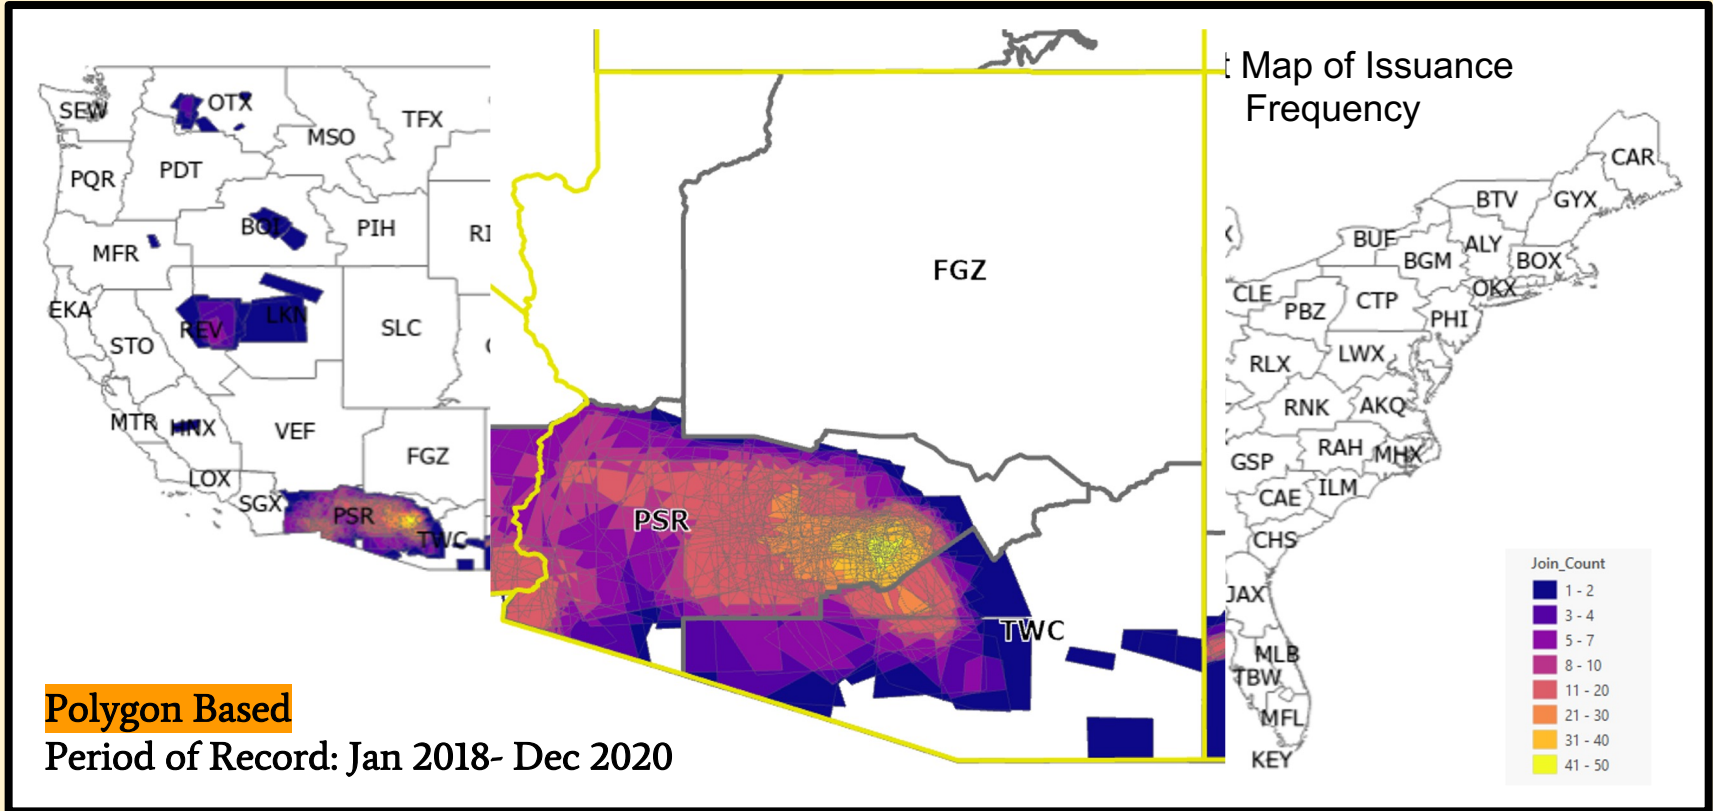 t Map of Issuance
Frequency
SEW
OTX
TFX
MSO
PQR
PDT
BOI
PIH
RI
MFR
EKA
REV
LKN
SLC
STO
MTR
HNX
VEF
FGZ
LOX
SGX
PSR
TWC
FGZ
PSR
TWC
CAR
BTV
GYX
BUF
ALY
BGM
BOX
CLE
OKX
PBZ
CTP
PHI
RLX
LWX
RNK
AKQ
RAH
MHX
GSP
ILM
CAE
CHS
JAX
MLB
TBW
MFL
KEY
Join_Count
1 - 2
3 - 4
5 - 7
8 - 10
11 - 20
21 - 30
31 - 40
41 - 50
Polygon Based
Period of Record: Jan 2018- Dec 2020